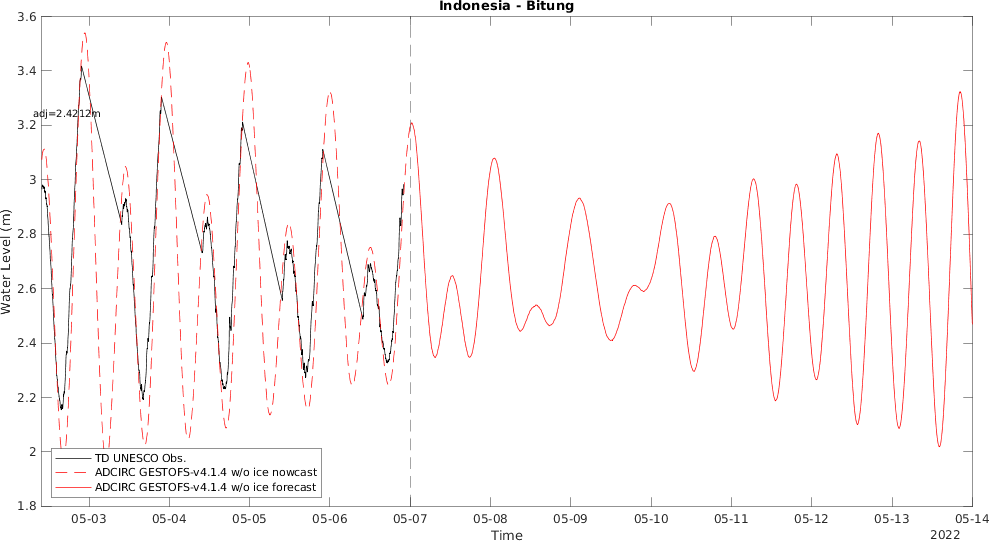 Indonesia - Bitung
3.6
3.4
adj=2.4212m
3.2
3
2.8
2.6
2.4
2.2
2
1.8
Water Level (m)
TD UNESCO Obs.
ADCIRC GESTOFS-v4.1.4 w/o ice nowcast
ADCIRC GESTOFS-v4.1.4 w/o ice forecast
05-03 05-04 05-05 05-06 05-07 05-08 05-09 05-10 05-11 05-12 05-13 05-14
Time
2022